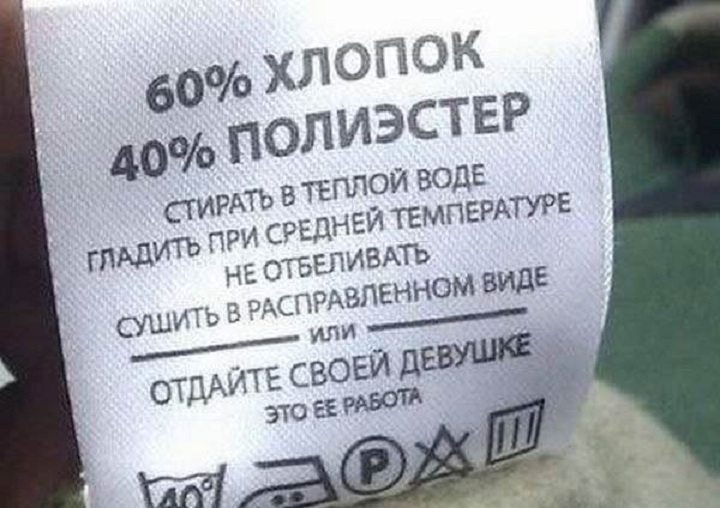 60% ХЛОПОК
40% ПОЛИЭСТЕР
СТИРАТЬ В ТЕПЛОЙ ВОДЕ
ГЛАДИТЬ ПРИ СРЕДНЕЙ ТЕМПЕРАТУРЕ
НЕ ОТБЕЛИВАТЬ
СУШИТЬ В РАСПРАВЛЕННОМ ВИДЕ
ИЛИ
ОТДАЙТЕ СВОЕЙ ДЕВУШКЕ
ЭТО ЕЕ РАБОТА
40° P